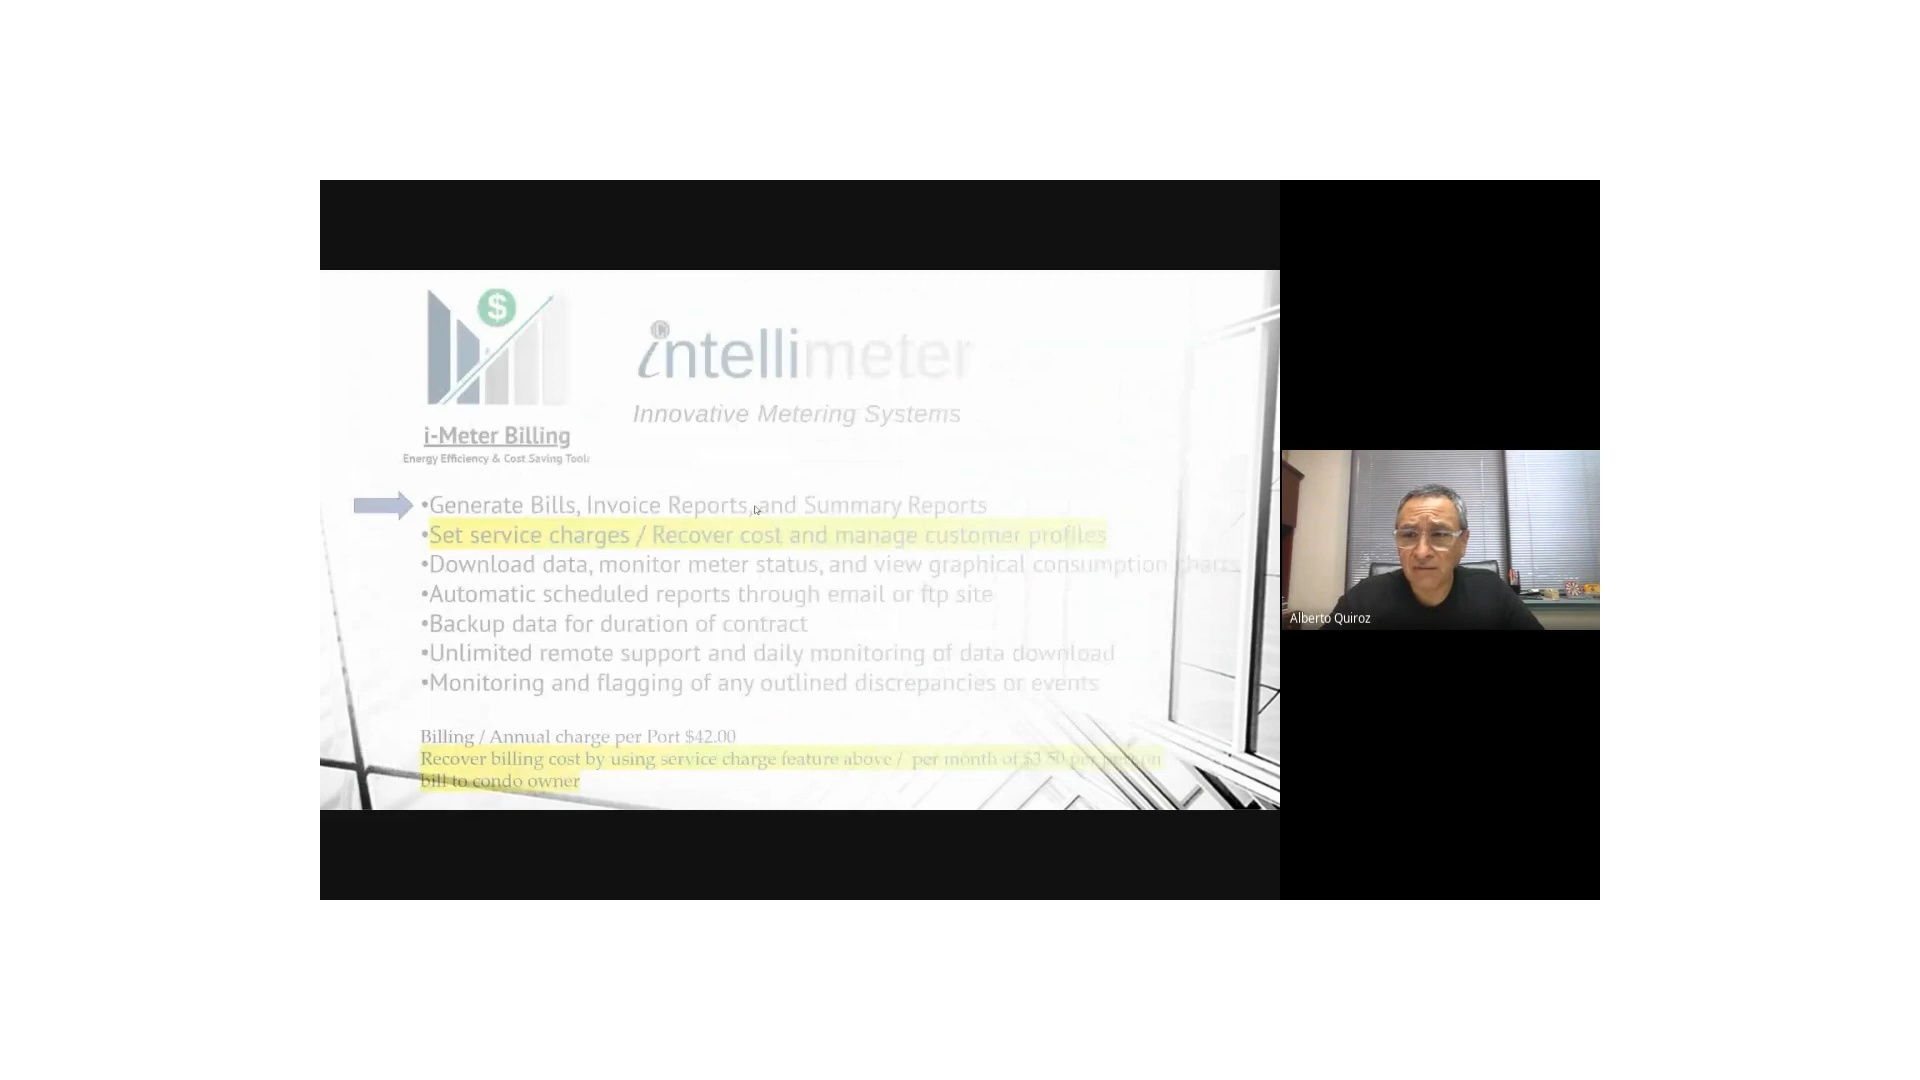 $
intellimeter
Innovative Metering Systems
i-Meter Billing
Energy Efficiency & Cost Saving Tools
•Generate Bills, Invoice Reports, and Summary Reports
•Set service charges / Recover cost and manage customer profiles
•Download data, monitor meter status, and view graphical consumption charts
•Automatic scheduled reports through email or ftp site
•Backup data for duration of contract
•Unlimited remote support and daily monitoring of data download
•Monitoring and flagging of any outlined discrepancies or events
Billing / Annual charge per Port $42.00
Recover billing cost by using service charge feature above / per month of $3.50 per
bill to condo owner
Alberto Quiroz